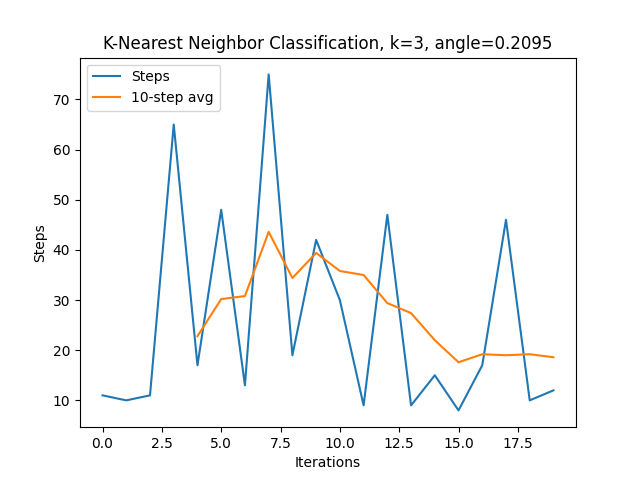 K-Nearest Neighbor Classification, k=3, angle=0.2095
Steps
10-step avg
70
60
50
40
30
20
10
Steps
0.0 2.5 5.0 7.5 10.0 12.5 15.0 17.5
Iterations